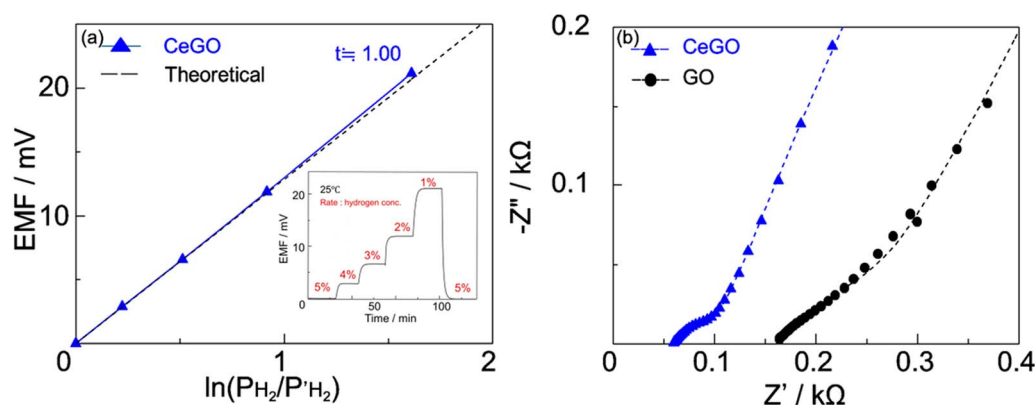 (a)
CeGO
Theoretical
t≒ 1.00
20
10
0
0
1
2
EMF / mV
ln(PH2/P'H2)
25℃
Rate : hydrogen conc.
20
10
0
50
100
EMF / mV
Time / min
5%
4%
3%
2%
1%
5%
(b)
CeGO
GO
0.2
0.1
0
0.1
0.2
0.3
0.4
-Z" / kΩ
Z' / kΩ